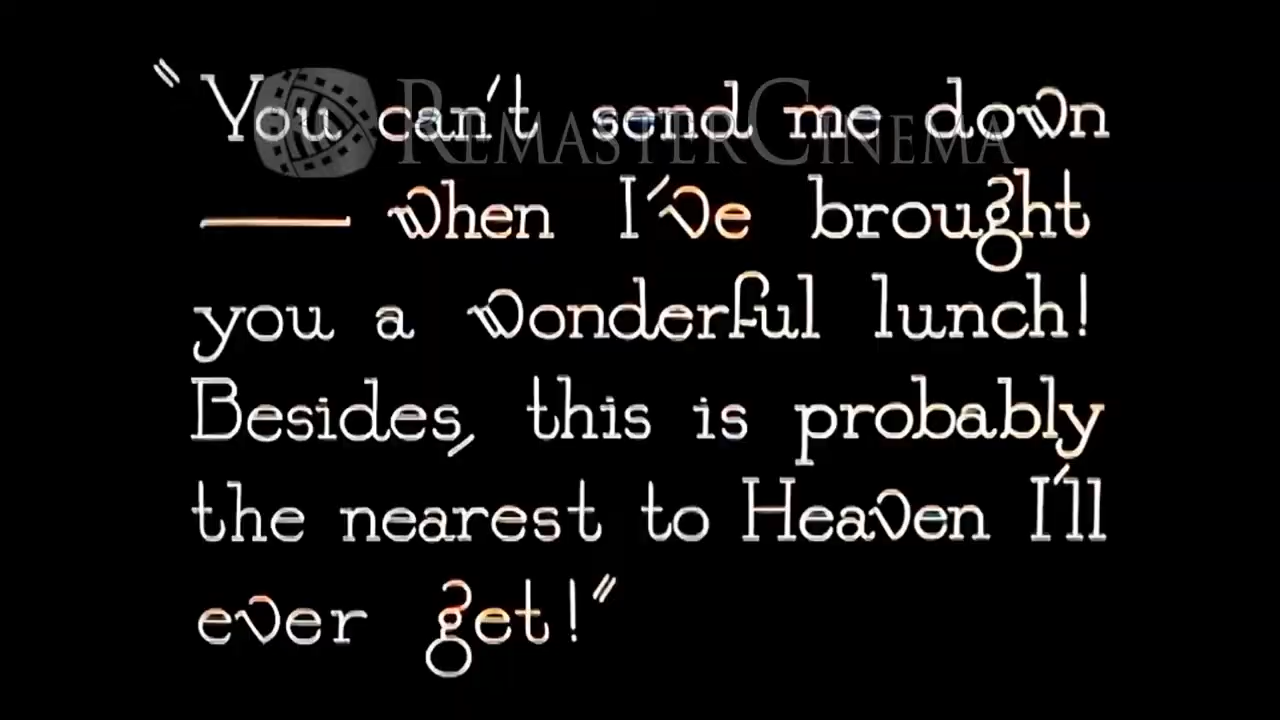 REMASTERCINEMA
"You can't send me down
— when I've brought
you a wonderful lunch!
Besides, this is probably
the nearest to Heaven I'll
ever get!"